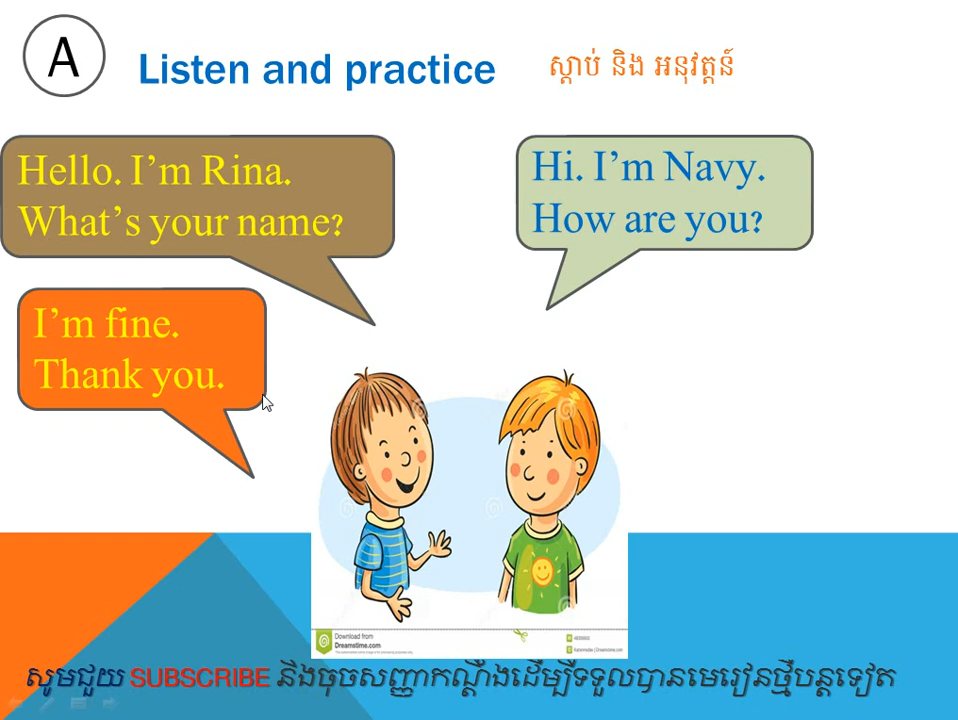 A
Listen and practice
ស្តាប់ និង អនុវត្តន៍
Hello. I’m Rina.
What’s your name?
Hi. I’m Navy.
How are you?
I’m fine.
Thank you.
Download from
Dreamstime.com
សូមជួយ SUBSCRIBE និងចុចសញ្ញាកណ្ដឹងដើម្បីទទួលបានមេរៀនថ្មីបន្តទៀត